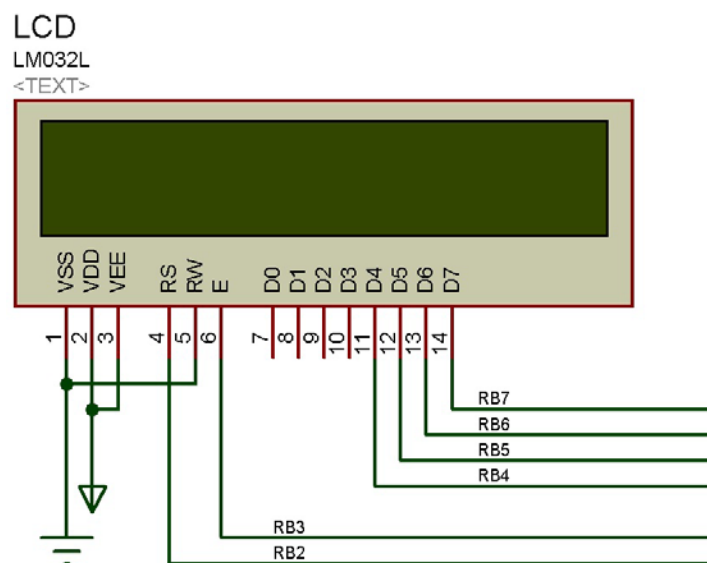 LCD
LM032L
<TEXT>
VSS VDD VEE RS RW E D0 D1 D2 D3 D4 D5 D6 D7
1 2 3 4 5 6 7 8 9 10 11 12 13 14
RB7
RB6
RB5
RB4
RB3
RB2